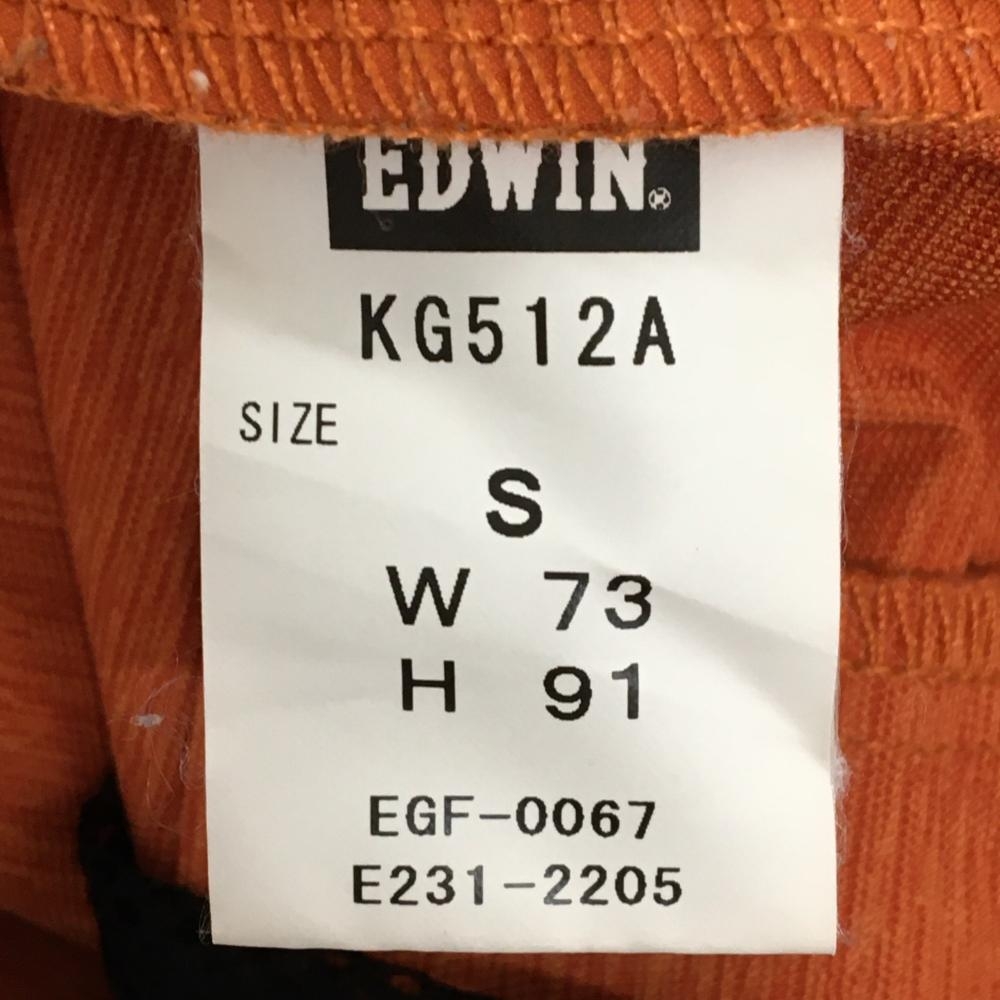 EDWIN
KG512A
SIZE
S
W 73
H 91
EGF-0067
E231-2205